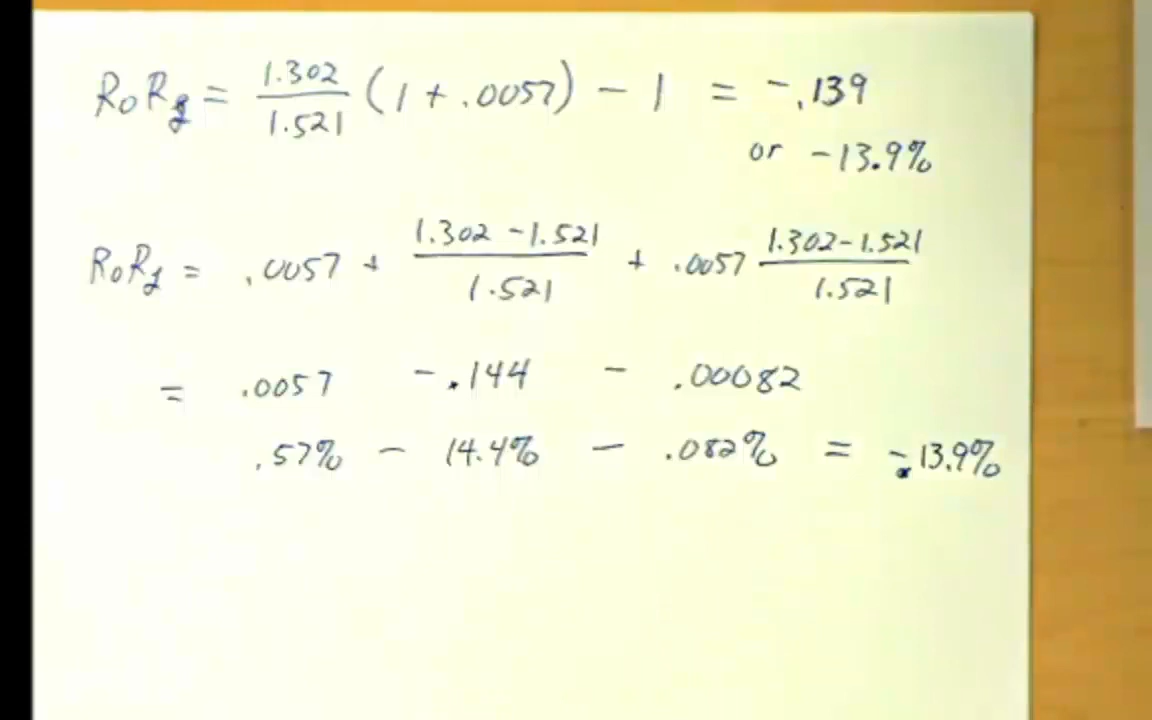 RoR£ = 1.302/1.521 (1 + .0057) - 1 = -.139
or -13.9%
RoR£ = .0057 + (1.302 - 1.521)/1.521 + .0057 (1.302-1.521)/1.521
= .0057 -.144 - .00082
.57% - 14.4% - .082% = -.13.9%